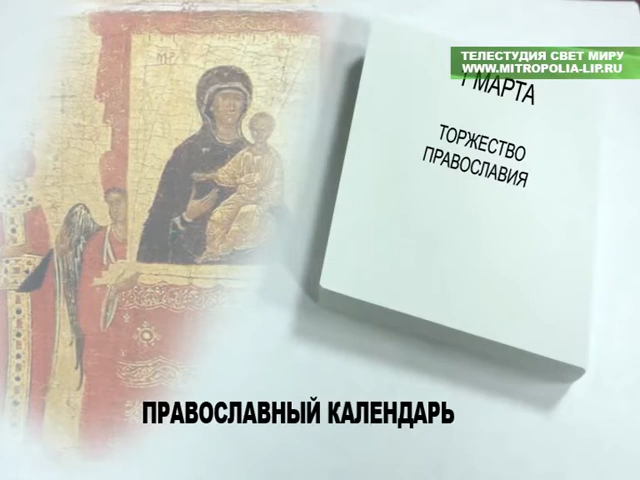 ТЕЛЕСТУДИЯ СВЕТ МИРУ
WWW.MITROPOLIA-LIP.RU
1 МАРТА
ТОРЖЕСТВО
ПРАВОСЛАВИЯ
ПРАВОСЛАВНЫЙ КАЛЕНДАРЬ